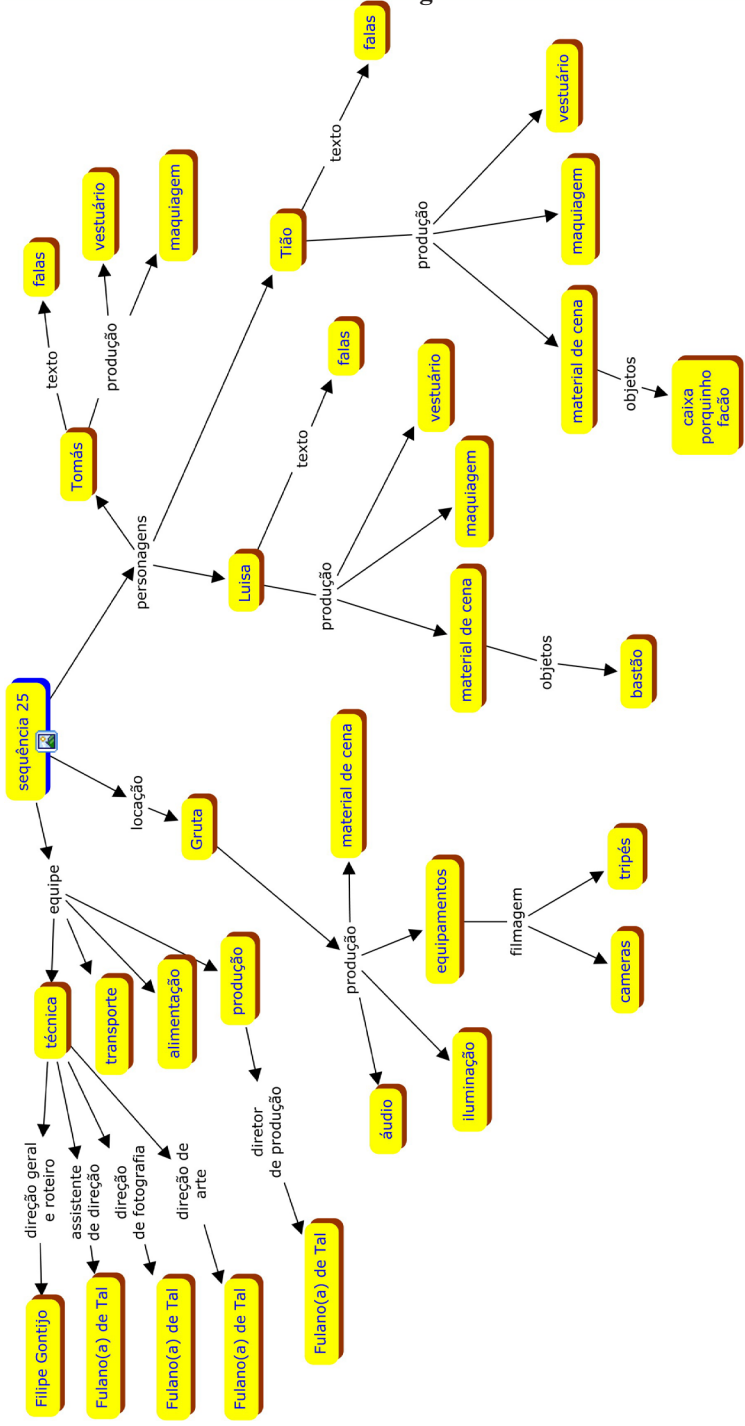 sequência 25
equipe
locação
personagens
técnica
transporte
alimentação
produção
direção geral
e roteiro
assistente
de direção
direção
de fotografia
direção de
arte
diretor
de produção
Filipe Gontijo
Fulano(a) de Tal
Fulano(a) de Tal
Fulano(a) de Tal
Fulano(a) de Tal
Gruta
produção
áudio
iluminação
equipamentos
material de cena
filmagem
cameras
tripés
Tomás
texto
falas
produção
vestuário
maquiagem
Luisa
texto
falas
produção
material de cena
maquiagem
vestuário
objetos
bastão
Tião
texto
falas
produção
material de cena
maquiagem
vestuário
objetos
caixa
porquinho
facão